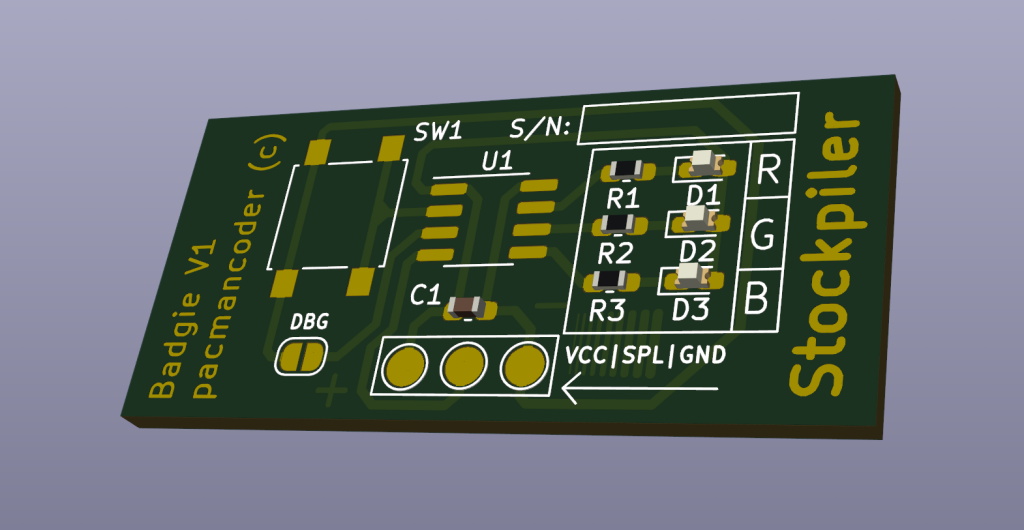 Badgie V1
pacmancoder (c)
SW1
S/N:
U1
R1
D1
R
R2
D2
G
R3
D3
B
C1
DBG
VCC|SPL|GND
+
Stockpiler